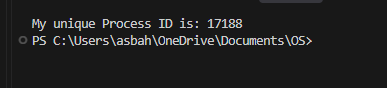 My unique Process ID is: 17188
PS C:\Users\asbah\OneDrive\Documents\OS>